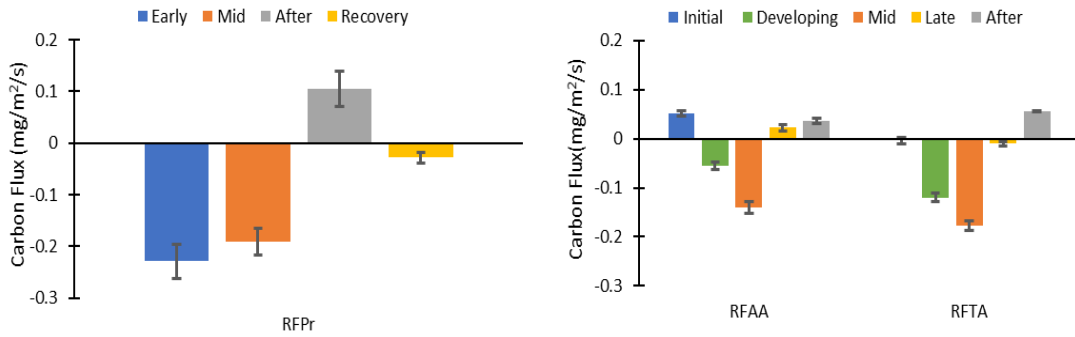 Early Mid After Recovery
Carbon Flux (mg/m²/s)
0.2
0.1
0
-0.1
-0.2
-0.3
RFPr
Initial Developing Mid Late After
Carbon Flux(mg/m²/s)
0.2
0.1
0.05
0
-0.1
-0.2
-0.3
RFAA RFTA